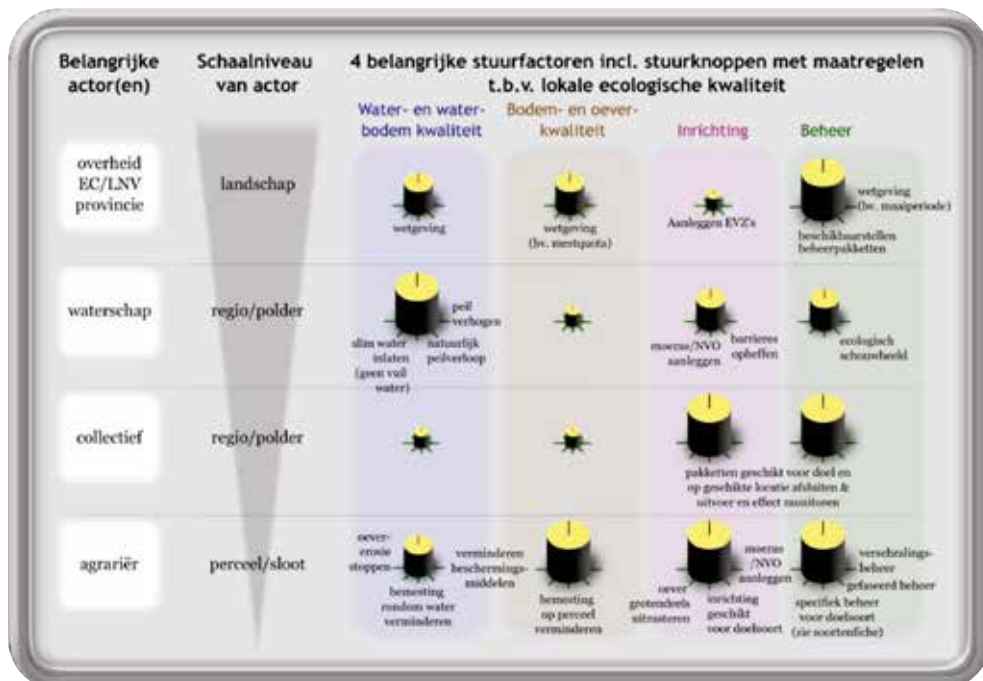 Belangrijke
actor(en)
Schaalniveau
van actor
4 belangrijke stuurfactoren incl. stuurknoppen met maatregelen
t.b.v. lokale ecologische kwaliteit
Water- en water-
bodem kwaliteit
Bodem- en oever-
kwaliteit
Inrichting
Beheer
overheid
EC/LNV
provincie
landschap
wetgeving
wetgeving
(bv. mestquota)
Aanleggen EVZ's
wetgeving
(bv. maaiperiode)
beschikbaarstellen
beheerpakketten
waterschap
regio/polder
peil
verhogen
slim water
inlaten
(geen vuil
water)
natuurlijk
peilverloop
moeras/NVO
aanleggen
barrieres
opheffen
ecologisch
schouwbeeld
collectief
regio/polder
pakketten geschikt voor doel en
op geschikte locatie afsluiten &
uitvoer en effect monitoren
agrariër
perceel/sloot
oever-
erosie
stoppen
verminderen
beschermings-
middelen
bemesting
rondom water
verminderen
bemesting
op perceel
verminderen
moeras
/NVO
aanleggen
oever
grotendeels
uitrasteren
inrichting
geschikt
voor doelsoort
verschralings-
beheer
gefaseerd beheer
specifiek beheer
voor doelsoort
(zie soortenfiche)